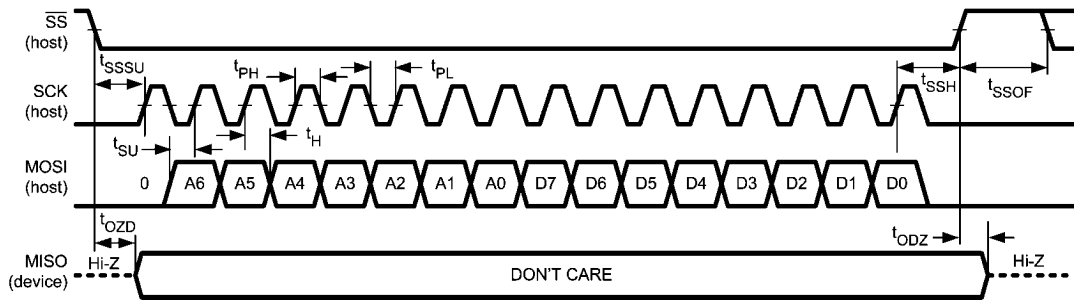 SS
(host)
tSSSU
tPH
tPL
tSSH
tSSOF
SCK
(host)
tSU
tH
MOSI
(host)
0 A6 A5 A4 A3 A2 A1 A0 D7 D6 D5 D4 D3 D2 D1 D0
tOZD
tODZ
MISO
(device)
Hi-Z
DON'T CARE
Hi-Z